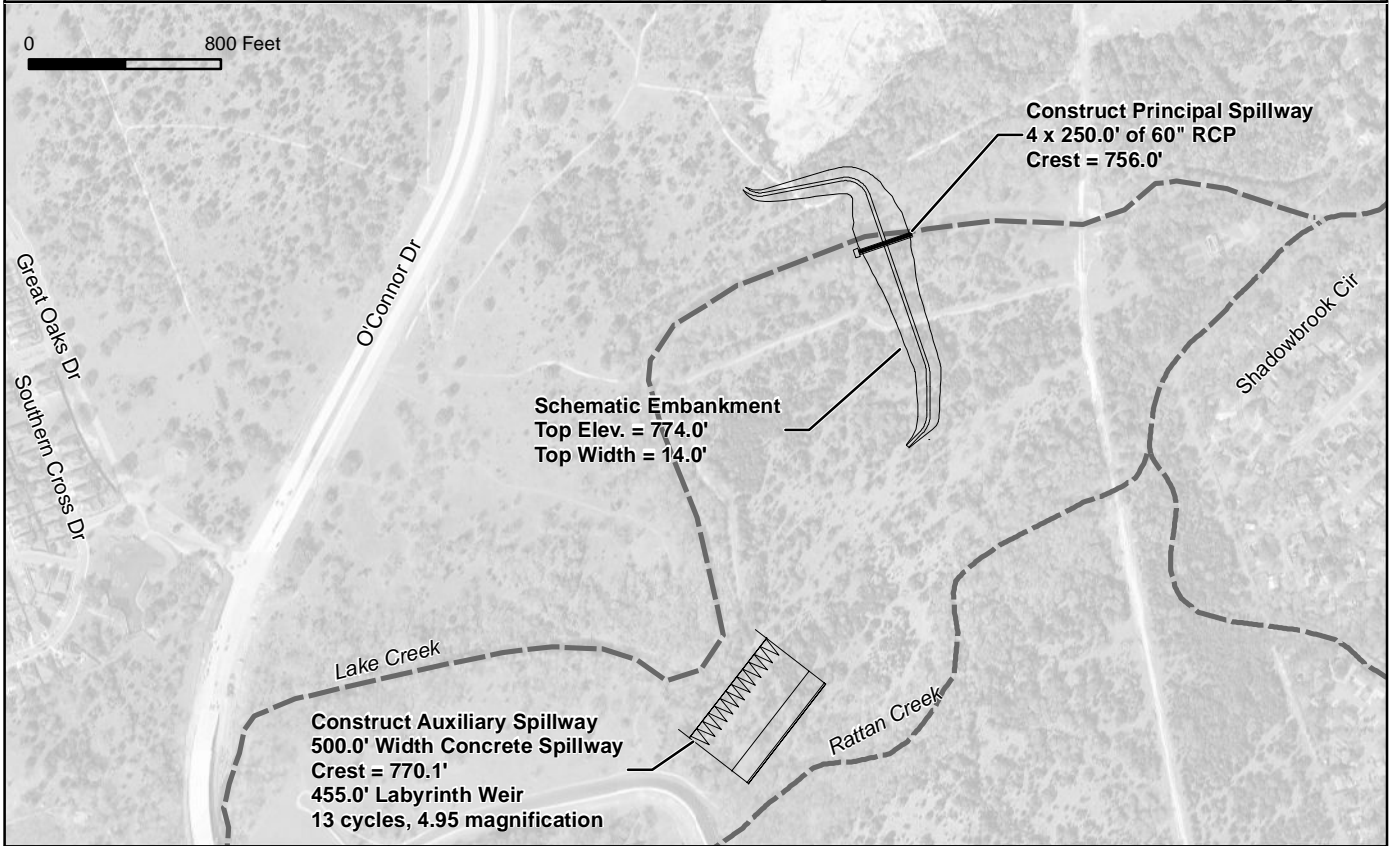 0 800 Feet
Construct Principal Spillway
4 x 250.0' of 60" RCP
Crest = 756.0'
O'Connor Dr
Great Oaks Dr
Southern Cross Dr
Shadowbrook Cir
Schematic Embankment
Top Elev. = 774.0'
Top Width = 14.0'
Lake Creek
Rattan Creek
Construct Auxiliary Spillway
500.0' Width Concrete Spillway
Crest = 770.1'
455.0' Labyrinth Weir
13 cycles, 4.95 magnification